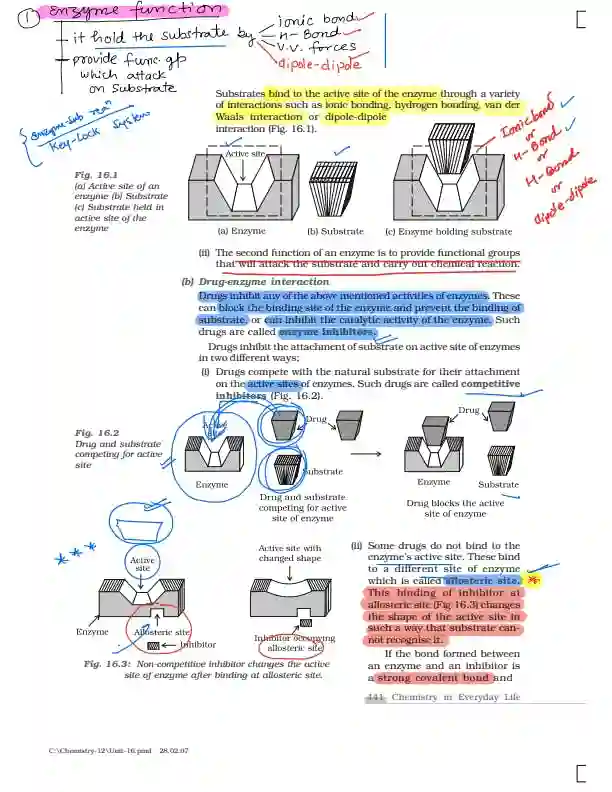 ① enzyme function
it hold the substrate by
ionic bond
H-Bond
V.V. forces
dipole-dipole
provide func. gp
which attack
on Substrate
enzyme-sub
Key-Lock System
Substrates bind to the active site of the enzyme through a variety
of interactions such as ionic bonding, hydrogen bonding, van der
Waals interaction or dipole-dipole
interaction (Fig. 16.1).
Ionic bond
or
H-Bond
or
H-Bond
or
dipole-dipole
Active site
Fig. 16.1
(a) Active site of an
enzyme (b) Substrate
(c) Substrate held in
active site of the
enzyme
(a) Enzyme
(b) Substrate
(c) Enzyme holding substrate
(ii) The second function of an enzyme is to provide functional groups
that will attack the substrate and carry out chemical reaction.
(b) Drug-enzyme interaction
Drugs inhibit any of the above mentioned activities of enzymes. These
can block the binding site of the enzyme and prevent the binding of
substrate, or can inhibit the catalytic activity of the enzyme. Such
drugs are called enzyme inhibitors.
Drugs inhibit the attachment of substrate on active site of enzymes
in two different ways;
(i) Drugs compete with the natural substrate for their attachment
on the active sites of enzymes. Such drugs are called competitive
inhibitors (Fig. 16.2).
Fig. 16.2
Drug and substrate
competing for active
site
Active
site
Drug
Substrate
Enzyme
Drug and substrate
competing for active
site of enzyme
Drug
Enzyme
Substrate
Drug blocks the active
site of enzyme
Active
site
Enzyme
Allosteric site
Inhibitor
Active site with
changed shape
Inhibitor occupying
allosteric site
Fig. 16.3: Non-competitive inhibitor changes the active
site of enzyme after binding at allosteric site.
(ii) Some drugs do not bind to the
enzyme's active site. These bind
to a different site of enzyme
which is called allosteric site.
This binding of inhibitor at
allosteric site (Fig.16.3) changes
the shape of the active site in
such a way that substrate can-
not recognise it.
If the bond formed between
an enzyme and an inhibitor is
a strong covalent bond and
441 Chemistry in Everyday Life
C:\Chemistry-12\Unit-16.pmd 28.02.07